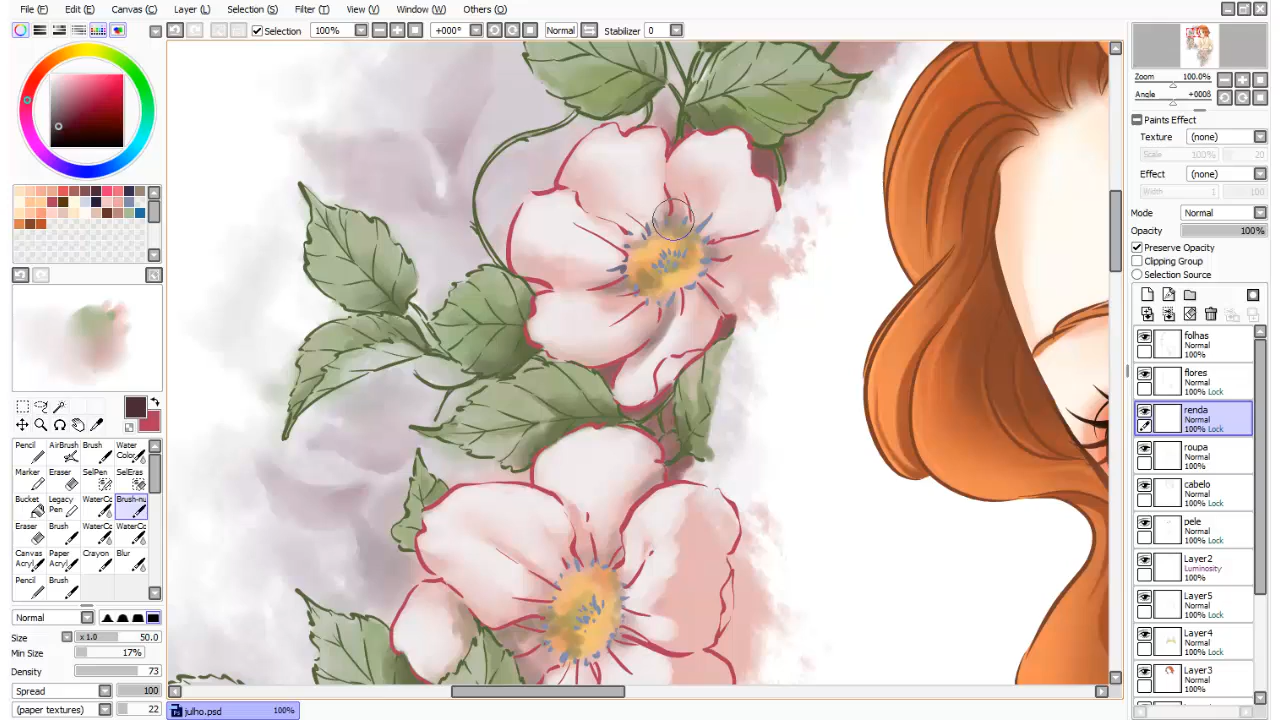 File (F) Edit (E) Canvas (C) Layer (L) Selection (S) Filter (T) View (V) Window (W) Others (O)
Selection 100% +000° Normal Stabilizer 0
Zoom 100.0%
Angle +0008
Paints Effect
Texture (none)
Scale 100% 20
Effect (none)
Width 1 100
Mode Normal
Opacity 100%
Preserve Opacity
Clipping Group
Selection Source
folhas
Normal
100%
flores
Normal
100%
renda
Normal
100% Lock
roupa
Normal
100%
cabelo
Normal
100% Lock
pele
Normal
100% Lock
Layer2
Luminosity
100%
Layer5
Normal
100% Lock
Layer4
Normal
100% Lock
Layer3
Normal
100% Lock
Pencil AirBrush Brush Water Color
Marker Eraser SelPen SelEras
Bucket Legacy Pen WaterCo Brush-nu
Eraser Brush WaterCo WaterCo
Canvas Acryl Paper Acryl Crayon Blur
Pencil Brush
Normal
Size x 1.0 50.0
Min Size 17%
Density 73
Spread 100
(paper textures) 22
julho.psd 100%